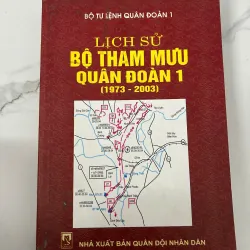 BỘ TƯ LỆNH QUÂN ĐOÀN 1
LỊCH SỬ
BỘ THAM MƯU
QUÂN ĐOÀN 1
(1973 - 2003)
NHÀ XUẤT BẢN QUÂN ĐỘI NHÂN DÂN